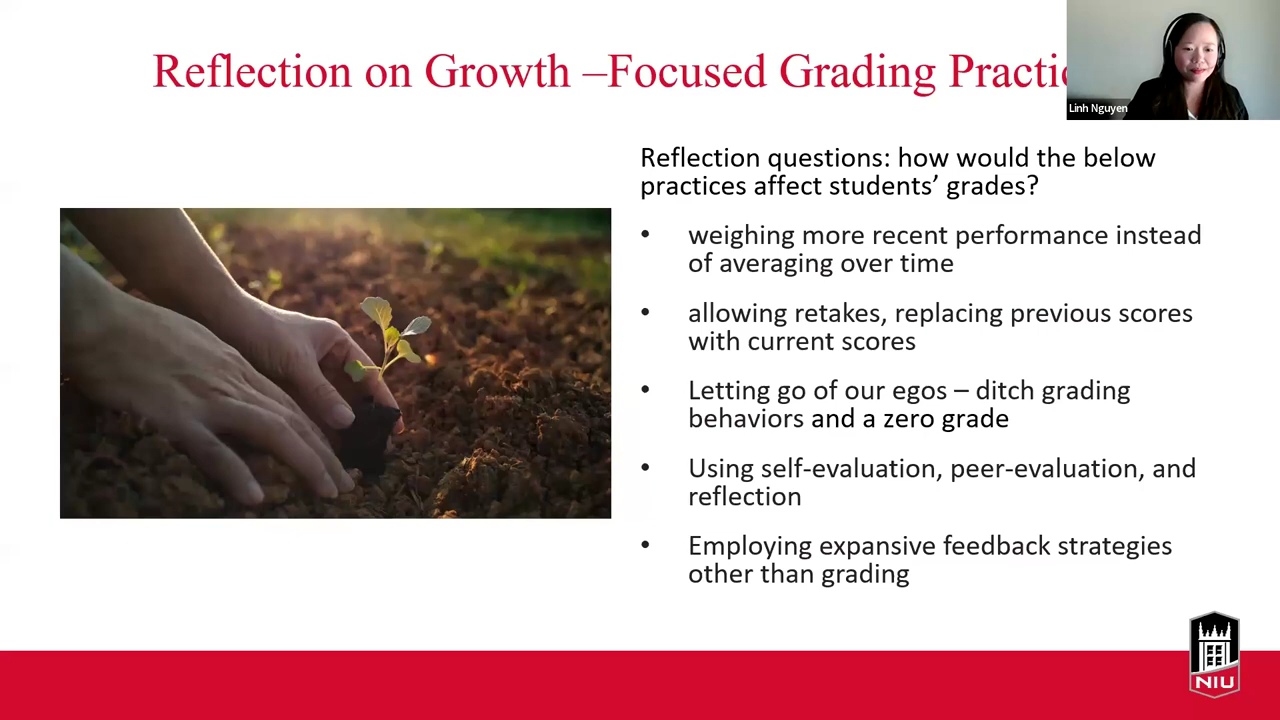 Reflection on Growth –Focused Grading Practic
Linh Nguyen
Reflection questions: how would the below
practices affect students’ grades?
• weighing more recent performance instead
of averaging over time
• allowing retakes, replacing previous scores
with current scores
• Letting go of our egos – ditch grading
behaviors and a zero grade
• Using self-evaluation, peer-evaluation, and
reflection
• Employing expansive feedback strategies
other than grading
NIU